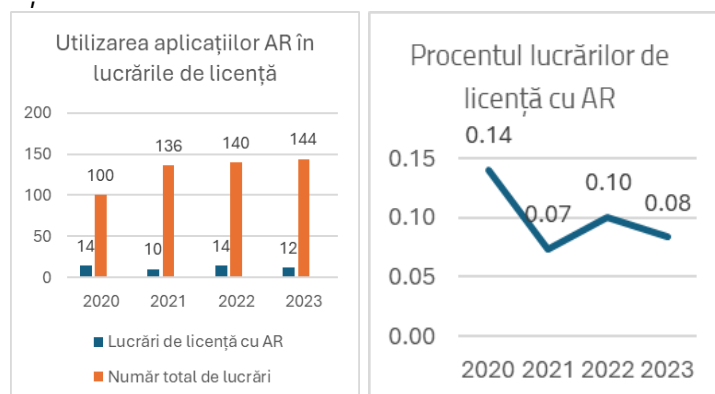 Utilizarea aplicațiilor AR în
lucrările de licență
200
150
100
50
0
100
136
140
144
14
10
14
12
2020 2021 2022 2023
Lucrări de licență cu AR
Număr total de lucrări
Procentul lucrărilor de
licență cu AR
0.15
0.10
0.05
0.00
0.14
0.07
0.10
0.08
2020 2021 2022 2023